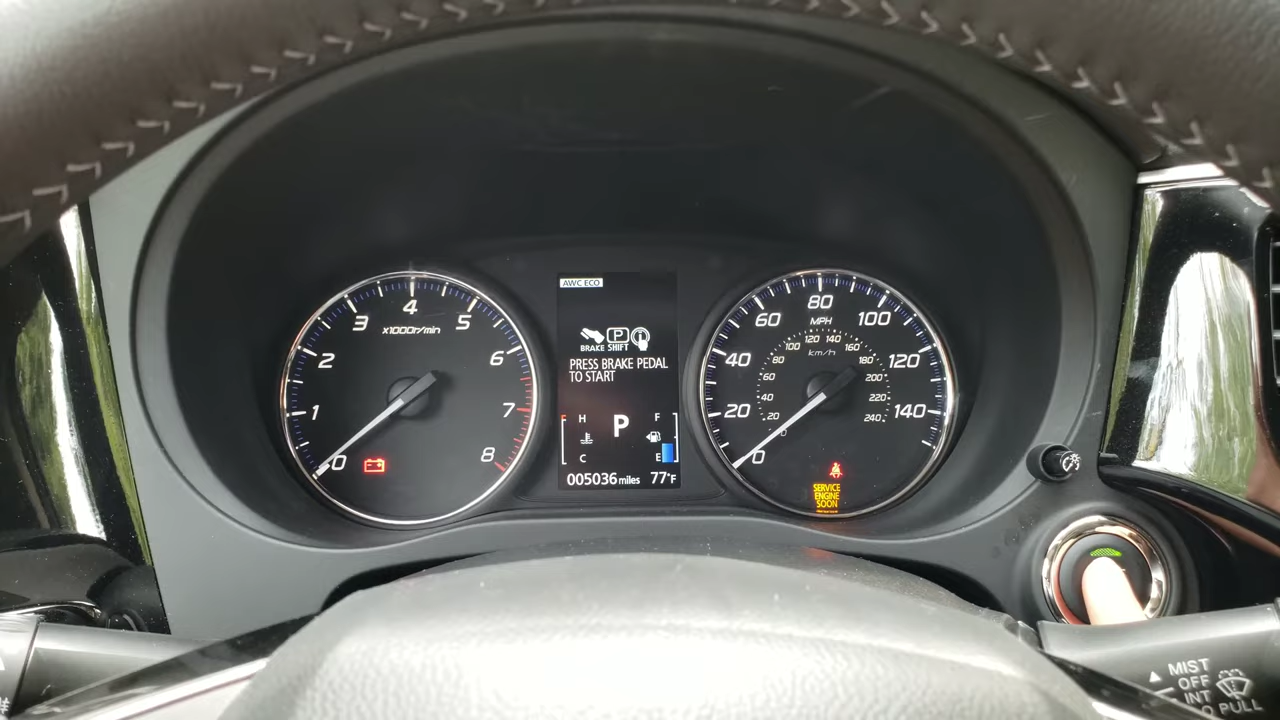 AWC ECO
BRAKE P SHIFT
PRESS BRAKE PEDAL
TO START
H
C
P
F
E
005036 miles 77°F
0 1 2 3 4 5 6 7 8
x1000r/min
0 20 40 60 80 100 120 140
MPH
km/h
0 20 40 60 80 100 120 140 160 180 200 220 240
SERVICE
ENGINE
SOON
MIST
OFF
INT
PULL